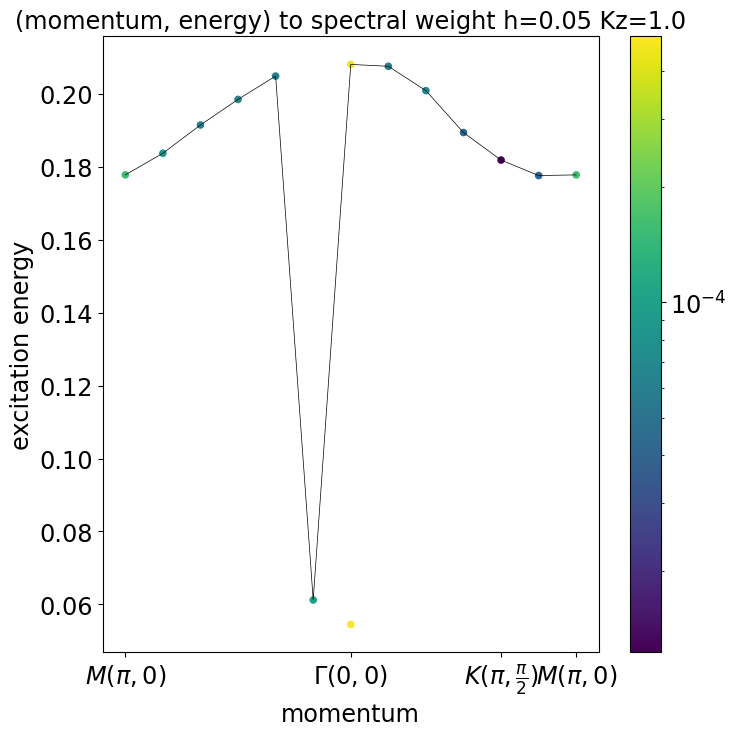 (momentum, energy) to spectral weight h=0.05 Kz=1.0
excitation energy
0.20
0.18
0.16
0.14
0.12
0.10
0.08
0.06
M(π, 0)
Γ(0, 0)
K(π, π/2)
M(π, 0)
momentum
10⁻⁴